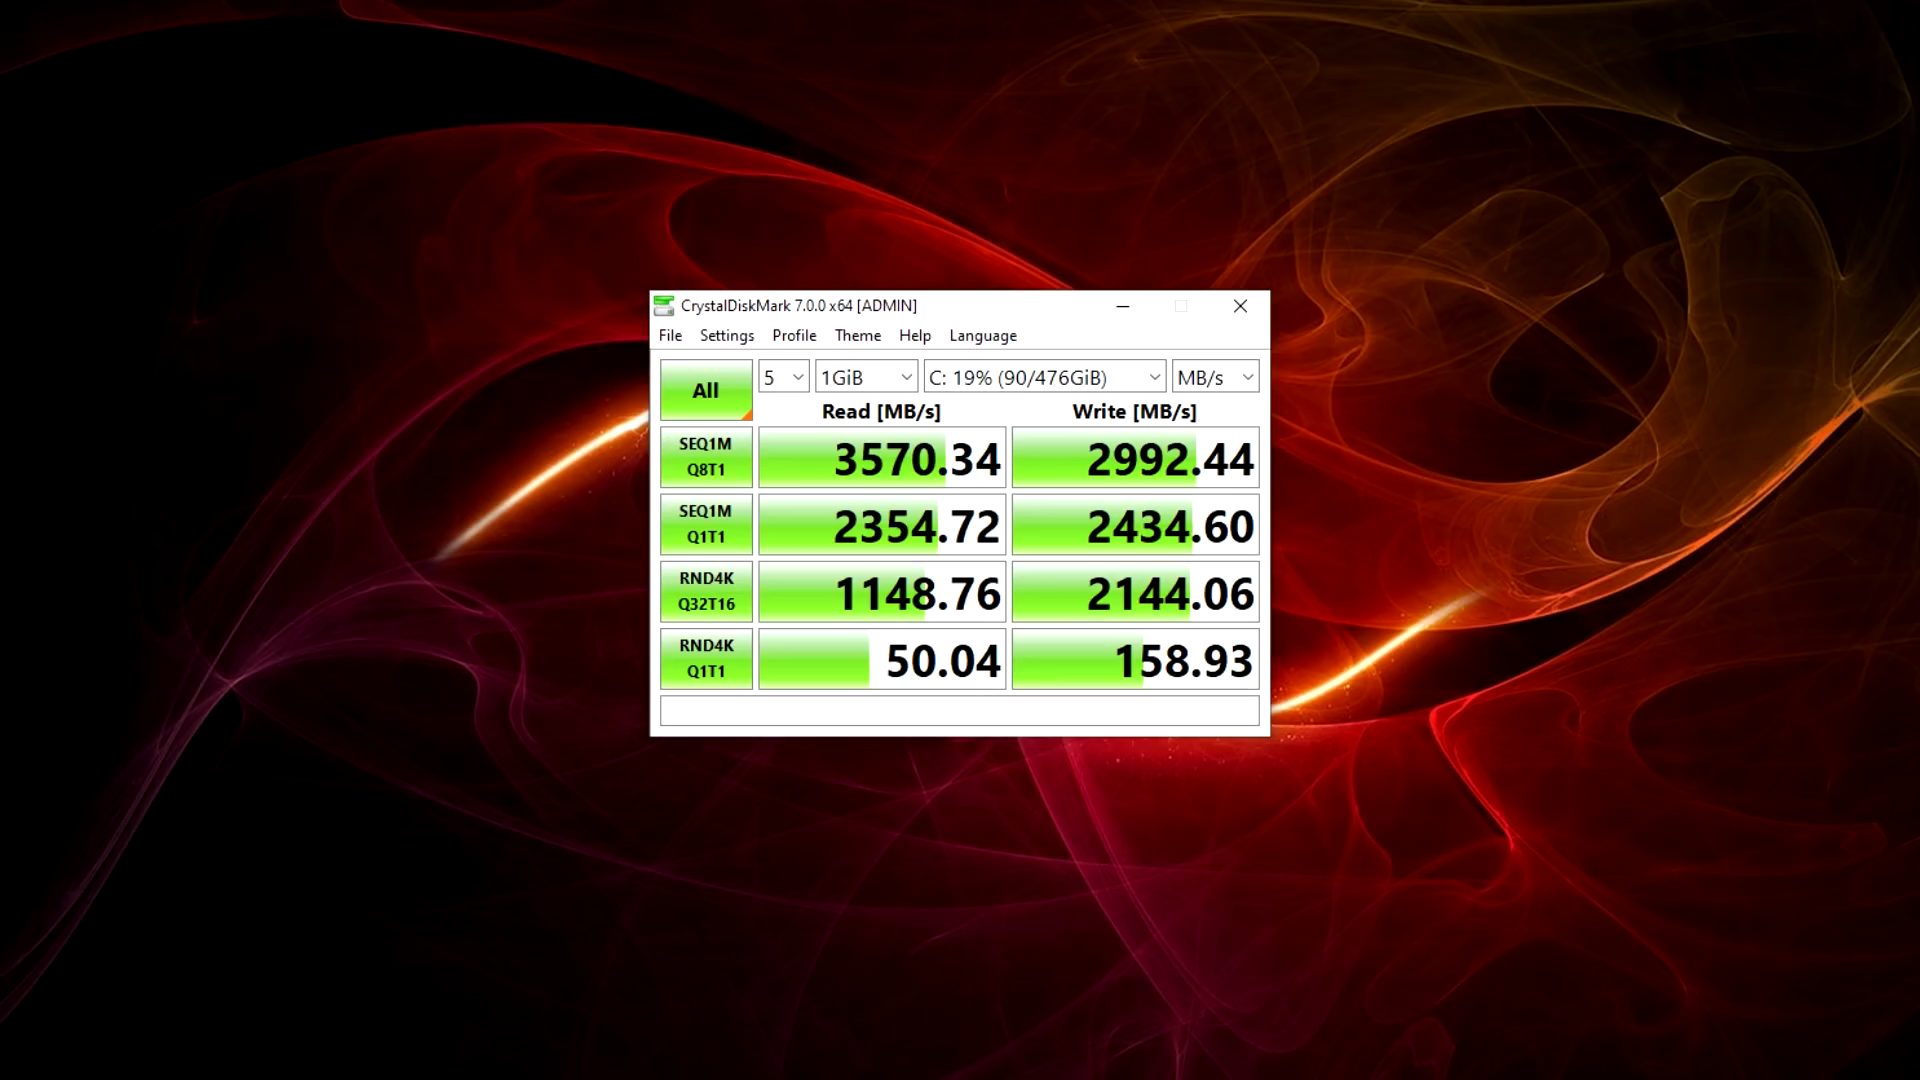 CrystalDiskMark 7.0.0 x64 [ADMIN]
File Settings Profile Theme Help Language
All 5 1GiB C: 19% (90/476GiB) MB/s
Read [MB/s] Write [MB/s]
SEQ1M
Q8T1 3570.34 2992.44
SEQ1M
Q1T1 2354.72 2434.60
RND4K
Q32T16 1148.76 2144.06
RND4K
Q1T1 50.04 158.93